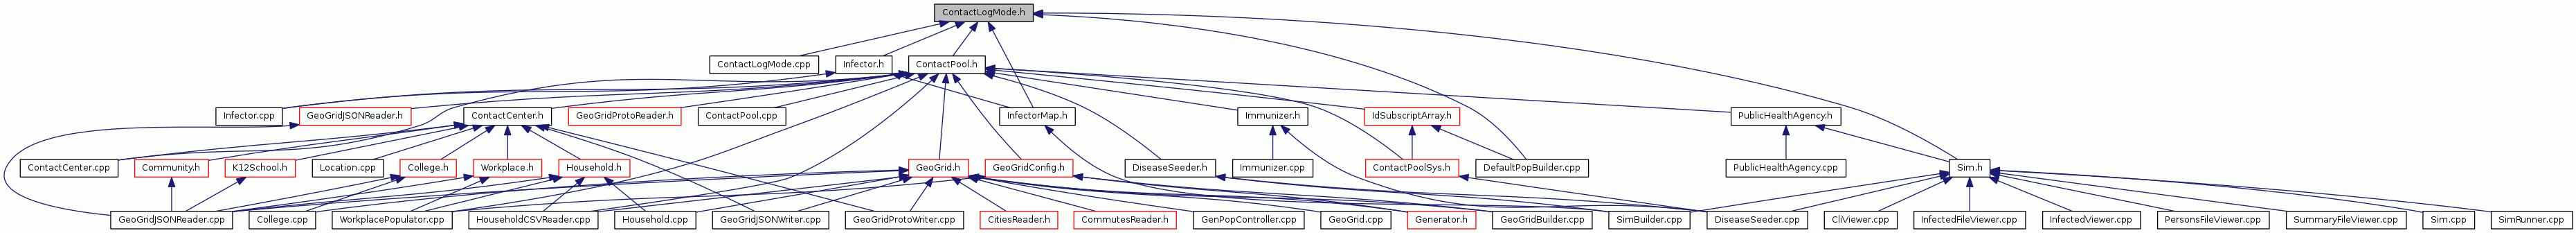 ContactLogMode.h
ContactLogMode.cpp
Infector.h
ContactPool.h
Infector.cpp
GeoGridJSONReader.h
ContactCenter.h
GeoGridProtoReader.h
ContactPool.cpp
InfectorMap.h
Immunizer.h
IdSubscriptArray.h
PublicHealthAgency.h
ContactCenter.cpp
Community.h
K12School.h
Location.cpp
College.h
Workplace.h
Household.h
GeoGrid.h
GeoGridConfig.h
DiseaseSeeder.h
Immunizer.cpp
ContactPoolSys.h
DefaultPopBuilder.cpp
PublicHealthAgency.cpp
Sim.h
GeoGridJSONReader.cpp
College.cpp
WorkplacePopulator.cpp
HouseholdCSVReader.cpp
Household.cpp
GeoGridJSONWriter.cpp
GeoGridProtoWriter.cpp
CitiesReader.h
CommutesReader.h
GenPopController.cpp
GeoGrid.cpp
Generator.h
GeoGridBuilder.cpp
SimBuilder.cpp
DiseaseSeeder.cpp
CliViewer.cpp
InfectedFileViewer.cpp
InfectedViewer.cpp
PersonsFileViewer.cpp
SummaryFileViewer.cpp
Sim.cpp
SimRunner.cpp